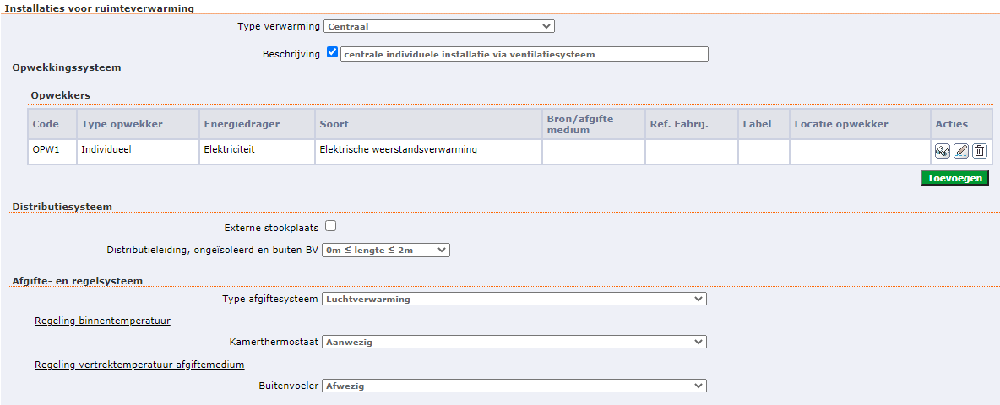 Installaties voor ruimteverwarming
Type verwarming Centraal
Beschrijving centrale individuele installatie via ventilatiesysteem
Opwekkingssysteem
Opwekkers
Code Type opwekker Energiedrager Soort Bron/afgifte medium Ref. Fabrij. Label Locatie opwekker Acties
OPW1 Individueel Elektriciteit Elektrische weerstandsverwarming
Toevoegen
Distributiesysteem
Externe stookplaats
Distributieleiding, ongeïsoleerd en buiten BV 0m ≤ lengte ≤ 2m
Afgifte- en regelsysteem
Type afgiftesysteem Luchtverwarming
Regeling binnentemperatuur
Kamerthermostaat Aanwezig
Regeling vertrektemperatuur afgiftemedium
Buitenvoeler Afwezig